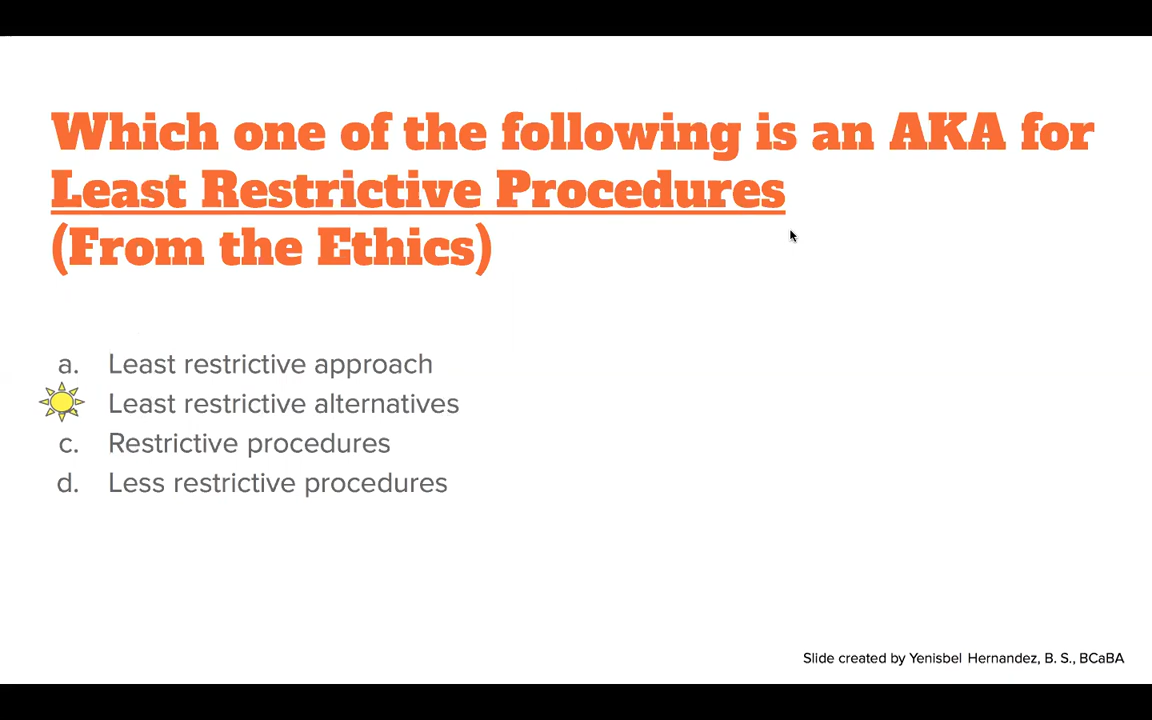 Which one of the following is an AKA for
Least Restrictive Procedures
(From the Ethics)
a. Least restrictive approach
Least restrictive alternatives
c. Restrictive procedures
d. Less restrictive procedures
Slide created by Yenisbel Hernandez, B. S., BCaBA